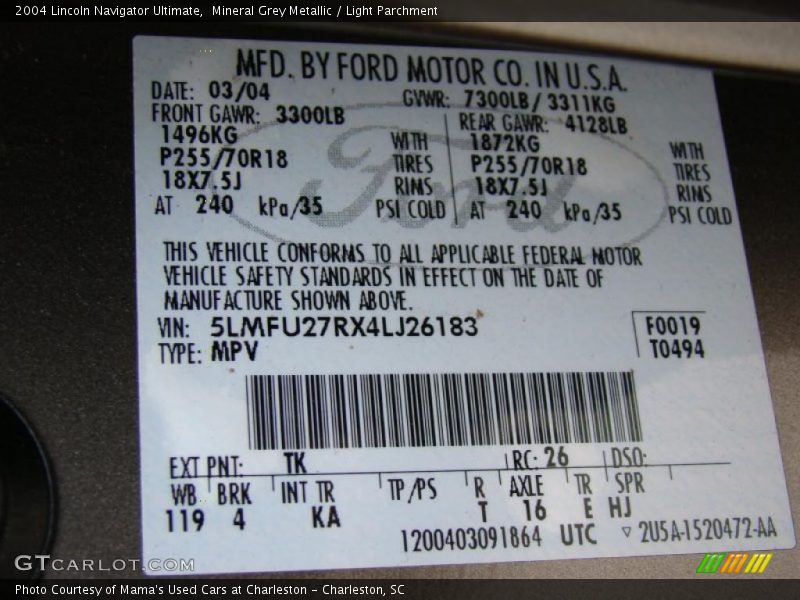 2004 Lincoln Navigator Ultimate,  Mineral Grey Metallic / Light Parchment
MFD. BY FORD MOTOR CO. IN U.S.A.
DATE: 03/04 GVWR: 7300LB/ 3311KG
FRONT GAWR: 3300LB REAR GAWR: 4128LB
1496KG WITH 1872KG WITH
P255/70R18 TIRES P255/70R18 TIRES
18X7.5J RINS 18X7.5J RINS
AT 240 kPa/35 PSI COLD AT 240 kPa/35 PSI COLD
Ford
THIS VEHICLE CONFORMS TO ALL APPLICABLE FEDERAL MOTOR
VEHICLE SAFETY STANDARDS IN EFFECT ON THE DATE OF
MANUFACTURE SHOWN ABOVE.
VIN: 5LMFU27RX4LJ26183 F0019
TYPE: MPV T0494
EXT PNT: TK RC: 26 DSO:
WB BRK INT TR TP/PS R AXLE TR SPR
119 4 KA T 16 E HJ
1200403091864 UTC ▽ 2U5A-1520472-AA
GTCARLOT.COM
Photo Courtesy of Mama's Used Cars at Charleston - Charleston, SC